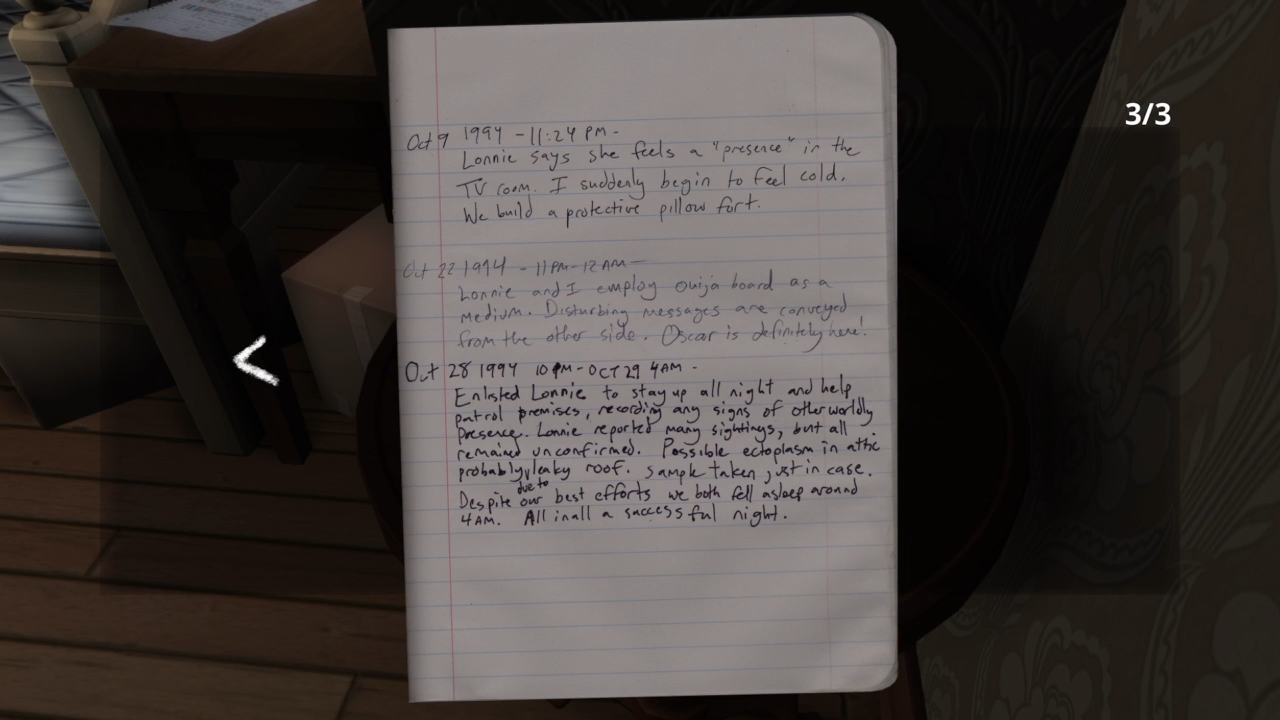 3/3
Oct 9 1994 - 11:24 PM -
Lonnie says she feels a "presence" in the
TV room. I suddenly begin to feel cold.
We build a protective pillow fort.
Oct 22 1994 - 11PM - 12AM -
Lonnie and I employ ouija board as a
medium. Disturbing messages are conveyed
from the other side. Oscar is definitely here!
Oct 28 1994 10PM - OCT 29 4AM -
Enlisted Lonnie to stay up all night and help
patrol premises, recording any signs of otherworldly
presence. Lonnie reported many sightings, but all
remained unconfirmed. Possible ectoplasm in attic
probably leaky roof. Sample taken just in case.
due to
Despite our best efforts we both fell asleep around
4AM. All in all a successful night.